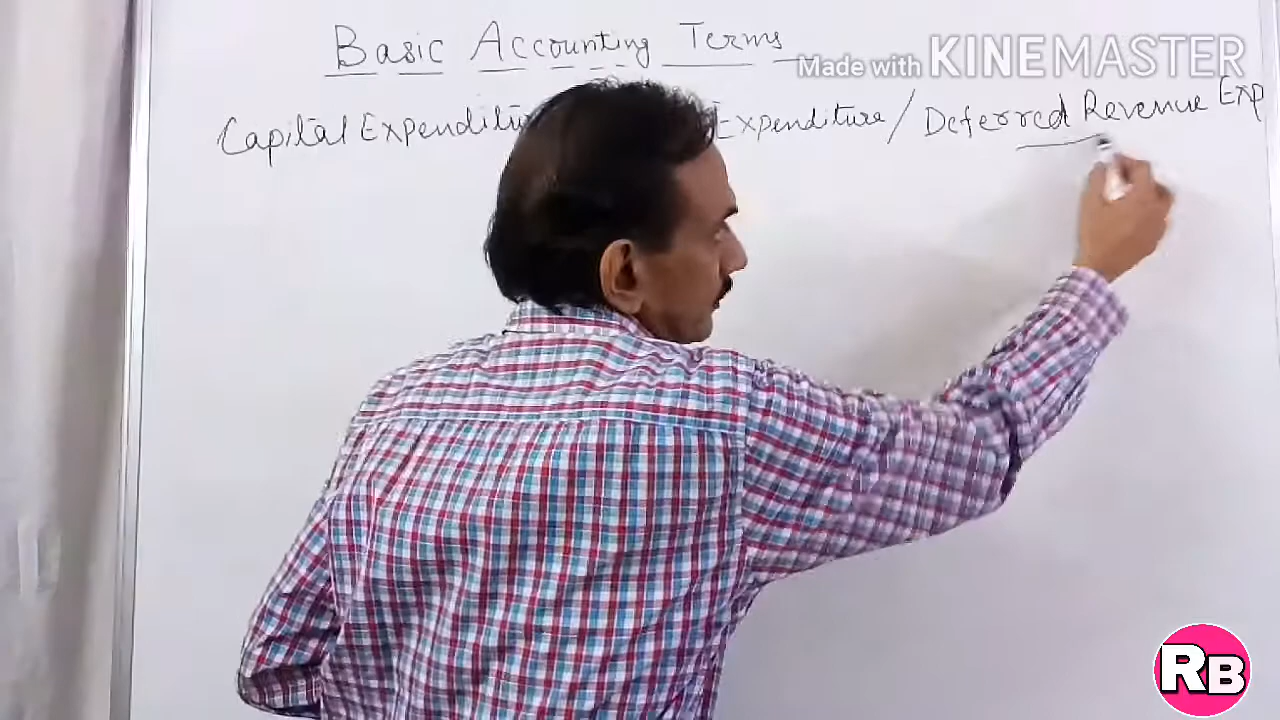 Basic Accounting Terms
Made with KINEMASTER
Capital Expenditu Expenditure / Deferred Revenue Exp
RB